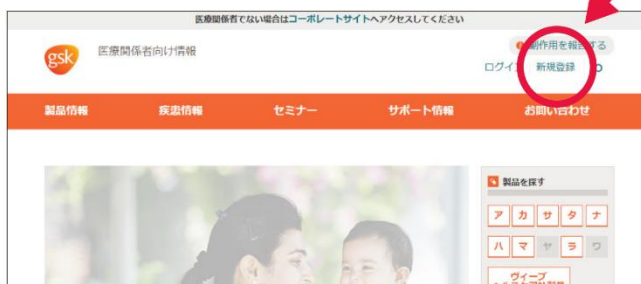 医療関係者でない場合はコーポレートサイトへアクセスしてください
gsk
医療関係者向け情報
副作用を報告する
ログイン 新規登録
製品情報 疾患情報 セミナー サポート情報 お問い合わせ
製品を探す
ア カ サ タ ナ
ハ マ ヤ ラ ワ
ヴィーブ